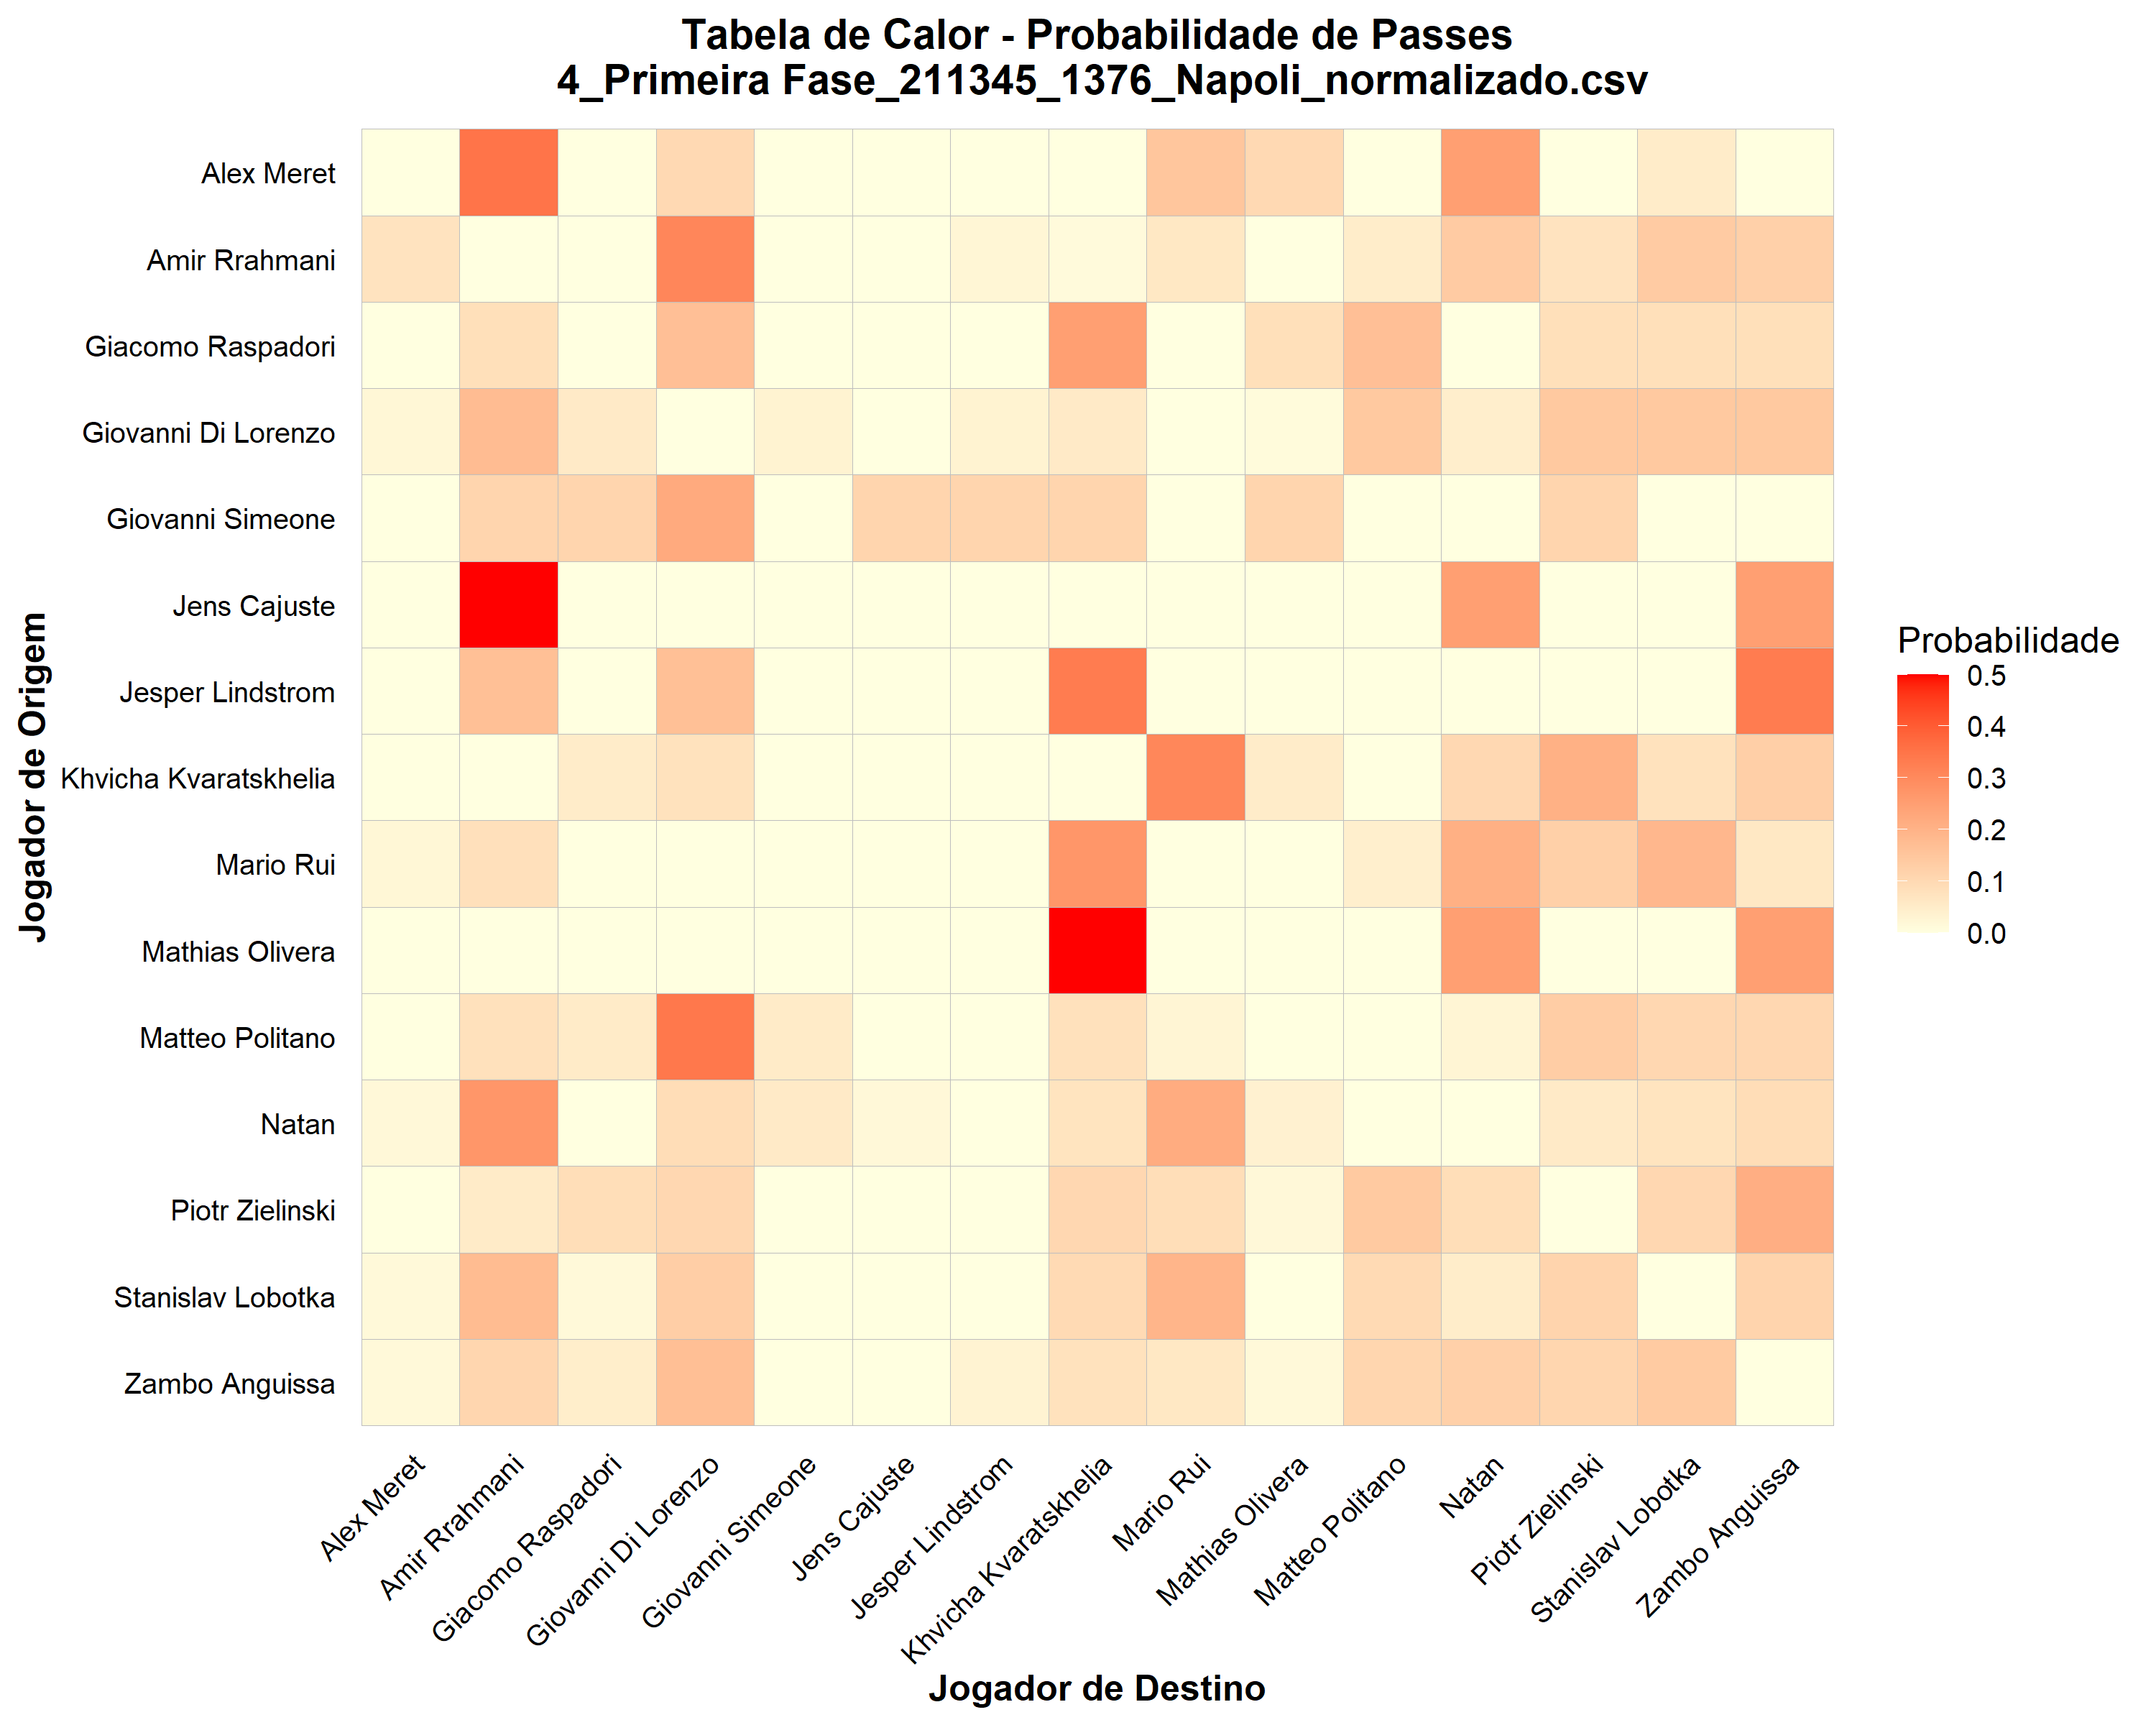 Tabela de Calor - Probabilidade de Passes
4_Primeira Fase_211345_1376_Napoli_normalizado.csv
Jogador de Origem
Alex Meret
Amir Rrahmani
Giacomo Raspadori
Giovanni Di Lorenzo
Giovanni Simeone
Jens Cajuste
Jesper Lindstrom
Khvicha Kvaratskhelia
Mario Rui
Mathias Olivera
Matteo Politano
Natan
Piotr Zielinski
Stanislav Lobotka
Zambo Anguissa
Probabilidade
0.5
0.4
0.3
0.2
0.1
0.0
Alex Meret
Amir Rrahmani
Giacomo Raspadori
Giovanni Di Lorenzo
Giovanni Simeone
Jens Cajuste
Jesper Lindstrom
Khvicha Kvaratskhelia
Mario Rui
Mathias Olivera
Matteo Politano
Natan
Piotr Zielinski
Stanislav Lobotka
Zambo Anguissa
Jogador de Destino